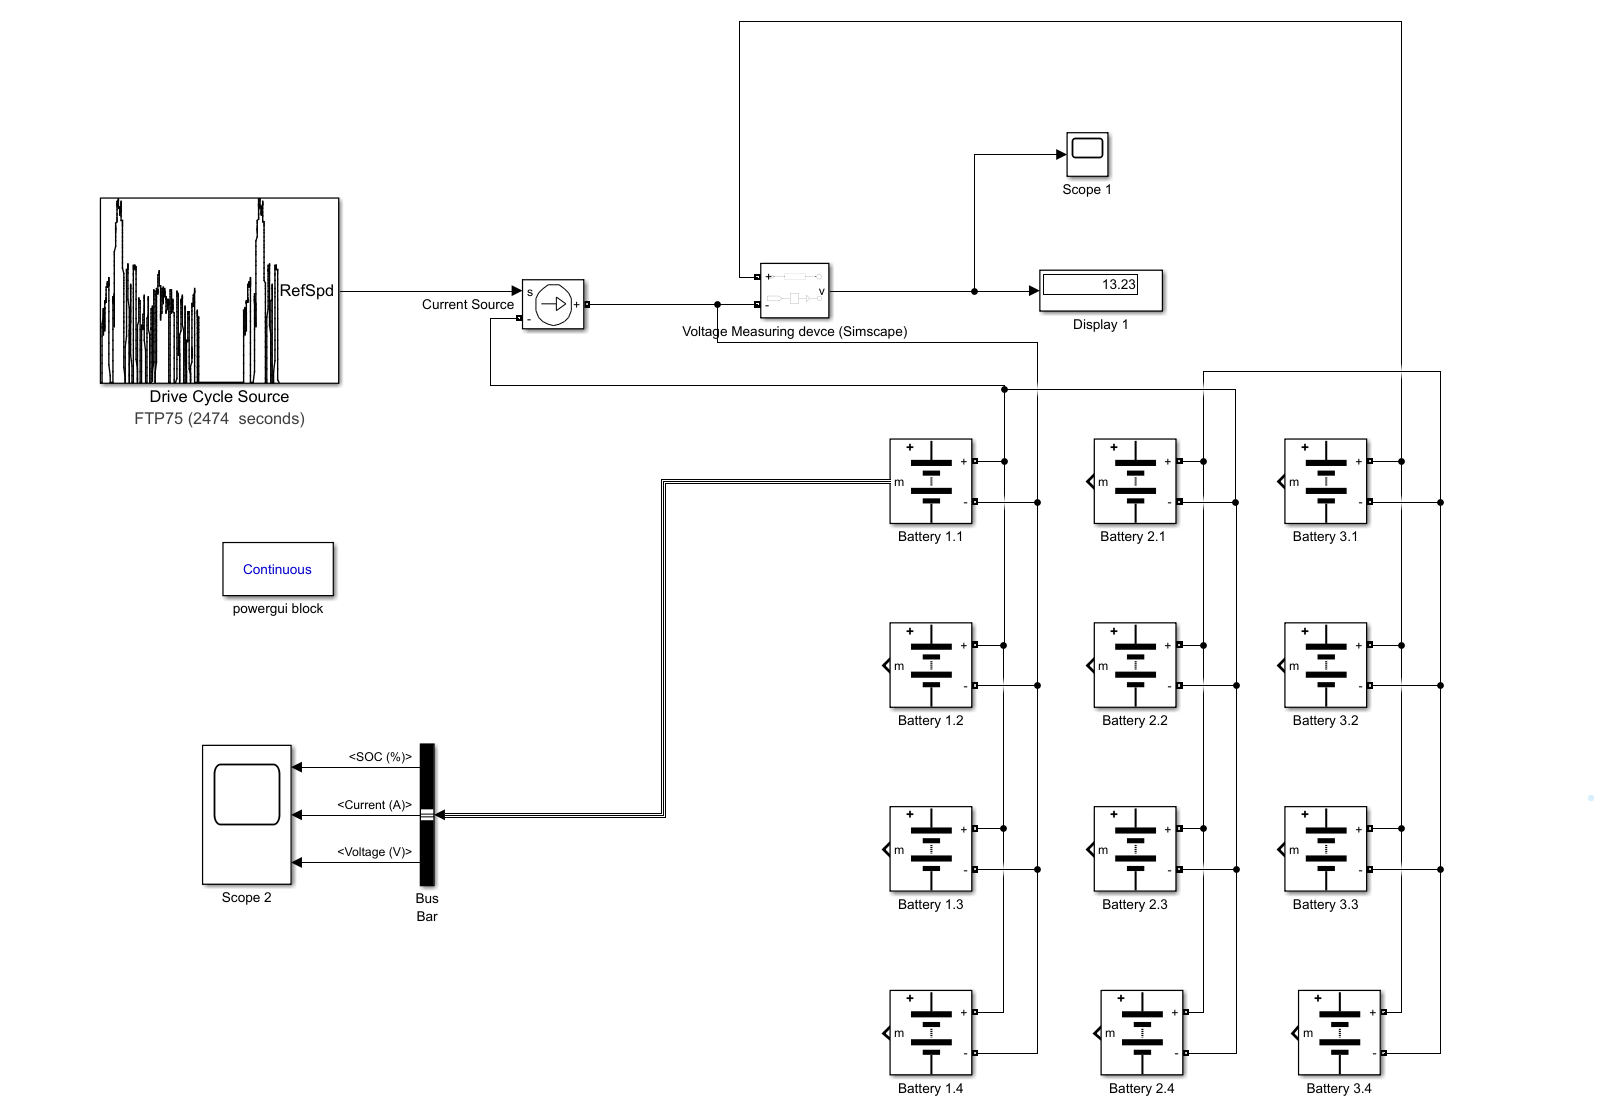 Scope 1
RefSpd
s
Current Source
+
-
+
-
v
13.23
Voltage Measuring devce (Simscape)
Display 1
Drive Cycle Source
FTP75 (2474  seconds)
+
+
m
-
Battery 1.1
+
+
m
-
Battery 2.1
+
+
m
-
Battery 3.1
Continuous
powergui block
+
+
m
-
Battery 1.2
+
+
m
-
Battery 2.2
+
+
m
-
Battery 3.2
<SOC (%)>
<Current (A)>
<Voltage (V)>
Scope 2
Bus
Bar
+
+
m
-
Battery 1.3
+
+
m
-
Battery 2.3
+
+
m
-
Battery 3.3
+
+
m
-
Battery 1.4
+
+
m
-
Battery 2.4
+
+
m
-
Battery 3.4